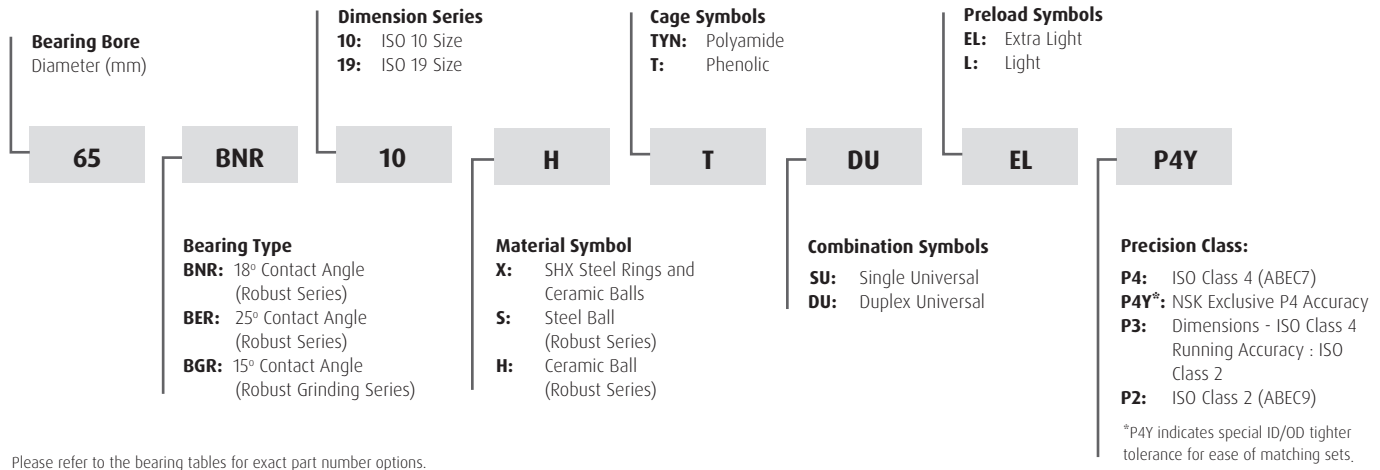 Bearing Bore
Diameter (mm)
Dimension Series
10: ISO 10 Size
19: ISO 19 Size
Cage Symbols
TYN: Polyamide
T: Phenolic
Preload Symbols
EL: Extra Light
L: Light
65 BNR 10 H T DU EL P4Y
Bearing Type
BNR: 18º Contact Angle
(Robust Series)
BER: 25º Contact Angle
(Robust Series)
BGR: 15º Contact Angle
(Robust Grinding Series)
Material Symbol
X: SHX Steel Rings and
Ceramic Balls
S: Steel Ball
(Robust Series)
H: Ceramic Ball
(Robust Series)
Combination Symbols
SU: Single Universal
DU: Duplex Universal
Precision Class:
P4: ISO Class 4 (ABEC7)
P4Y*: NSK Exclusive P4 Accuracy
P3: Dimensions - ISO Class 4
Running Accuracy : ISO
Class 2
P2: ISO Class 2 (ABEC9)
*P4Y indicates special ID/OD tighter
tolerance for ease of matching sets.
Please refer to the bearing tables for exact part number options.